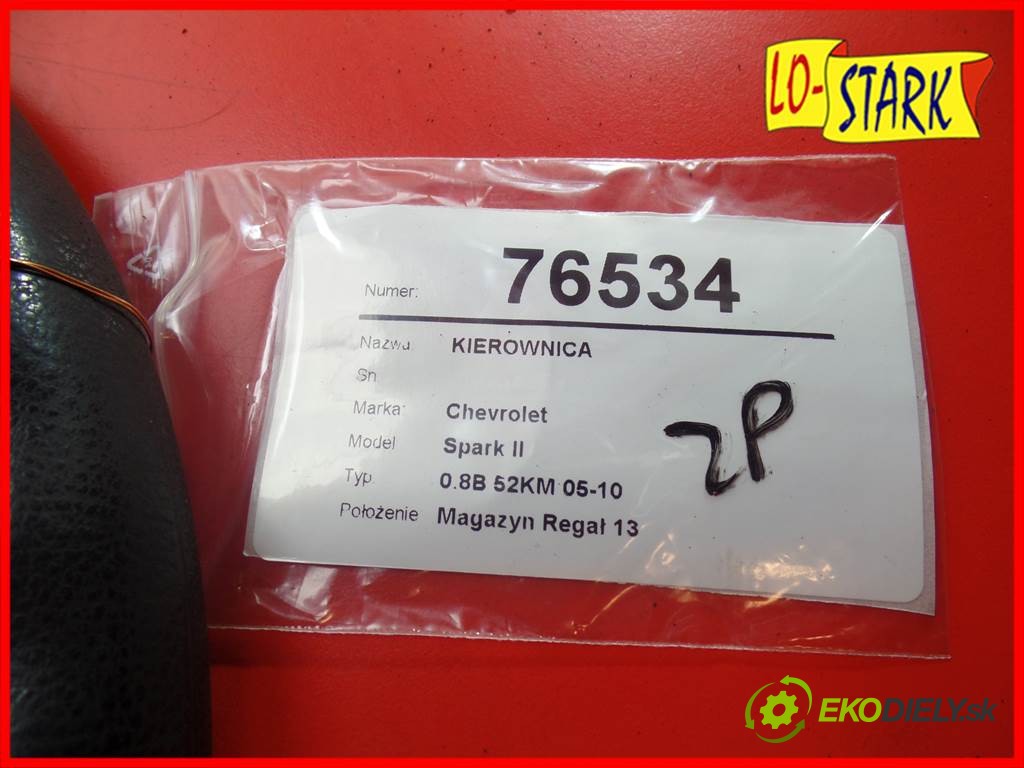 LO-STARK
Numer: 76534
Nazwa: KIEROWNICA
Sn
Marka: Chevrolet
Model Spark II
Typ. 0.8B 52KM 05-10
Położenie Magazyn Regał 13
ZP
EKODIELY.sk